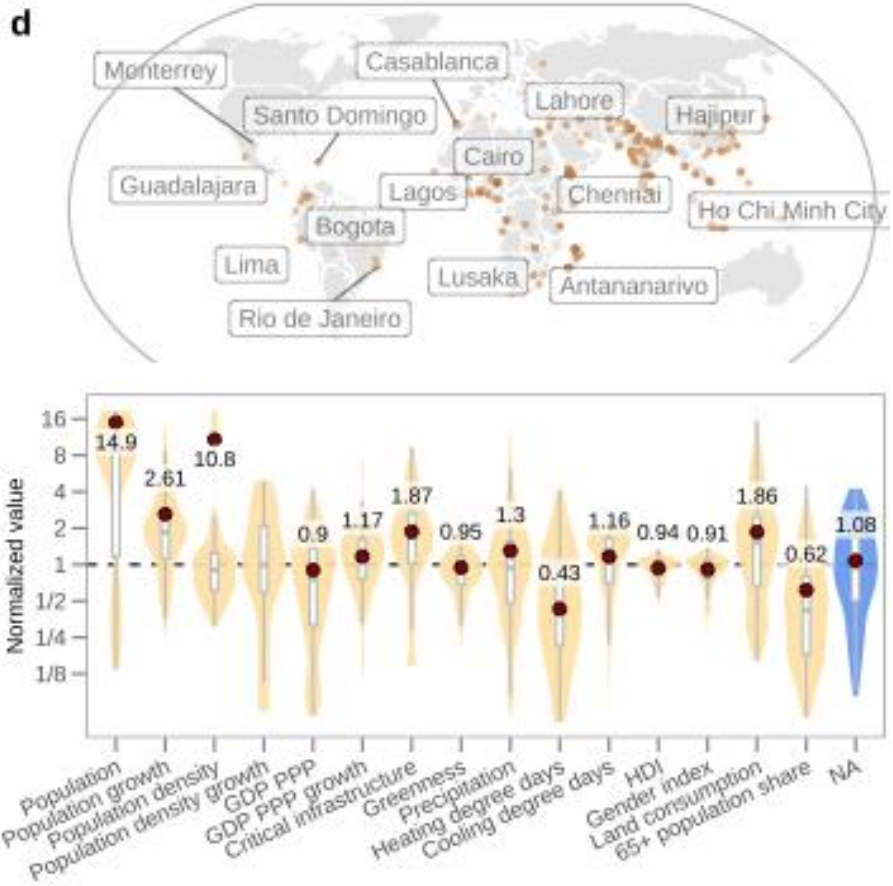 d
Monterrey
Casablanca
Santo Domingo
Lahore
Hajipur
Cairo
Guadalajara
Lagos
Chennai
Bogota
Ho Chi Minh City
Lima
Lusaka
Antananarivo
Rio de Janeiro
Normalized value
16
8
4
2
1
1/2
1/4
1/8
14.9
2.61
10.8
0.9
1.17
1.87
0.95
1.3
0.43
1.16
0.94
0.91
1.86
0.62
1.08
Population
Population growth
Population density
Population density growth
GDP PPP
GDP PPP growth
Critical infrastructure
Greenness
Precipitation
Heating degree days
Cooling degree days
HDI
Gender index
Land consumption
65+ population share
NA